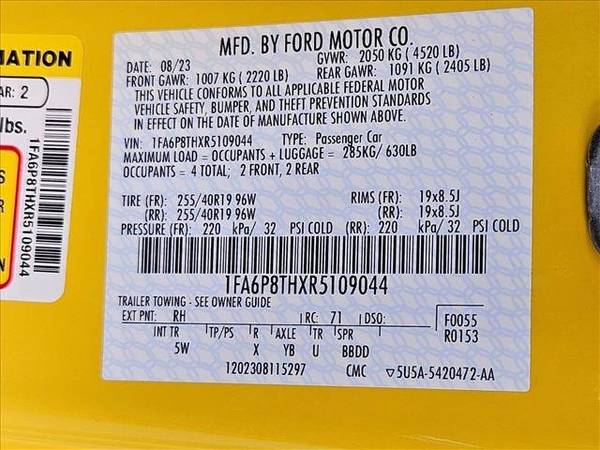 MATION
AR: 2
lbs.
1FA6P8THXR5109044
N
MFD. BY FORD MOTOR CO.
DATE: 08/23 GVWR: 2050 KG ( 4520 LB)
FRONT GAWR: 1007 KG ( 2220 LB) REAR GAWR: 1091 KG ( 2405 LB)
THIS VEHICLE CONFORMS TO ALL APPLICABLE FEDERAL MOTOR
VEHICLE SAFETY, BUMPER, AND THEFT PREVENTION STANDARDS
IN EFFECT ON THE DATE OF MANUFACTURE SHOWN ABOVE.
VIN: 1FA6P8THXR5109044 TYPE: Passenger Car
MAXIMUM LOAD = OCCUPANTS + LUGGAGE = 285KG/ 630LB
OCCUPANTS = 4 TOTAL; 2 FRONT, 2 REAR
TIRE (FR): 255/40R19 96W RIMS (FR): 19x8.5J
(RR): 255/40R19 96W (RR): 19x8.5J
PRESSURE (FR): 220 kPa/ 32 PSI COLD (RR): 220 kPa/ 32 PSI COLD
1FA6P8THXR5109044
TRAILER TOWING - SEE OWNER GUIDE
EXT PNT: RH RC: 71 DSO: F0055
INT TR TP/PS R AXLE TR SPR R0153
5W X YB U BBDD
1202308115297 CMC ▽5U5A-5420472-AA